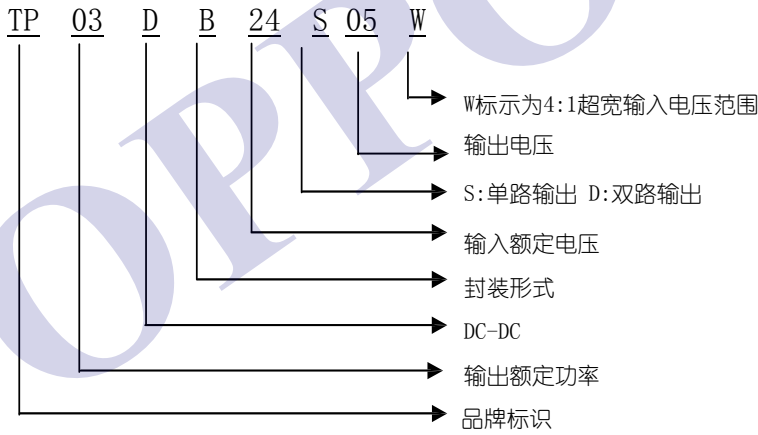 TP 03 D B 24 S 05 W
W标示为4:1超宽输入电压范围
输出电压
S:单路输出 D:双路输出
输入额定电压
封装形式
DC-DC
输出额定功率
品牌标识
OPPO